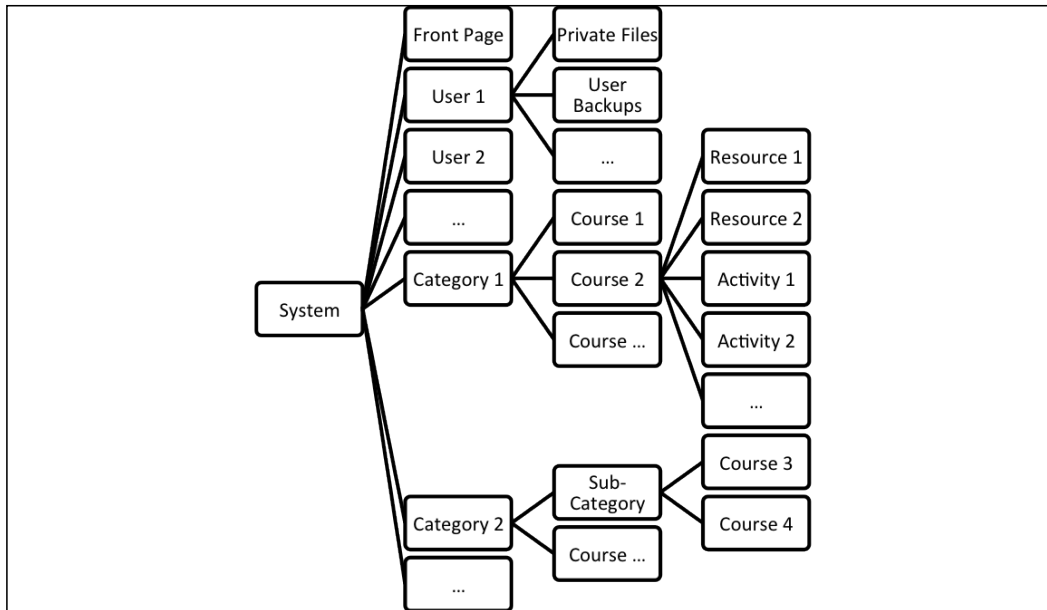 Front Page
Private Files
User 1
User
Backups
User 2
...
Resource 1
...
Course 1
Resource 2
Category 1
Course 2
Activity 1
System
Course ...
Activity 2
...
Category 2
Sub-
Category
Course 3
Course ...
Course 4
...